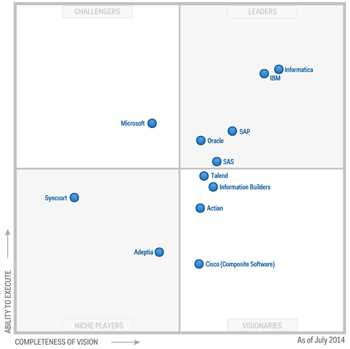 CHALLENGERS
LEADERS
Informatica
IBM
Microsoft
SAP
Oracle
SAS
Talend
Information Builders
Syncsort
Actian
Adeptia
Cisco (Composite Software)
ABILITY TO EXECUTE
NICHE PLAYERS
VISIONARIES
COMPLETENESS OF VISION
As of July 2014